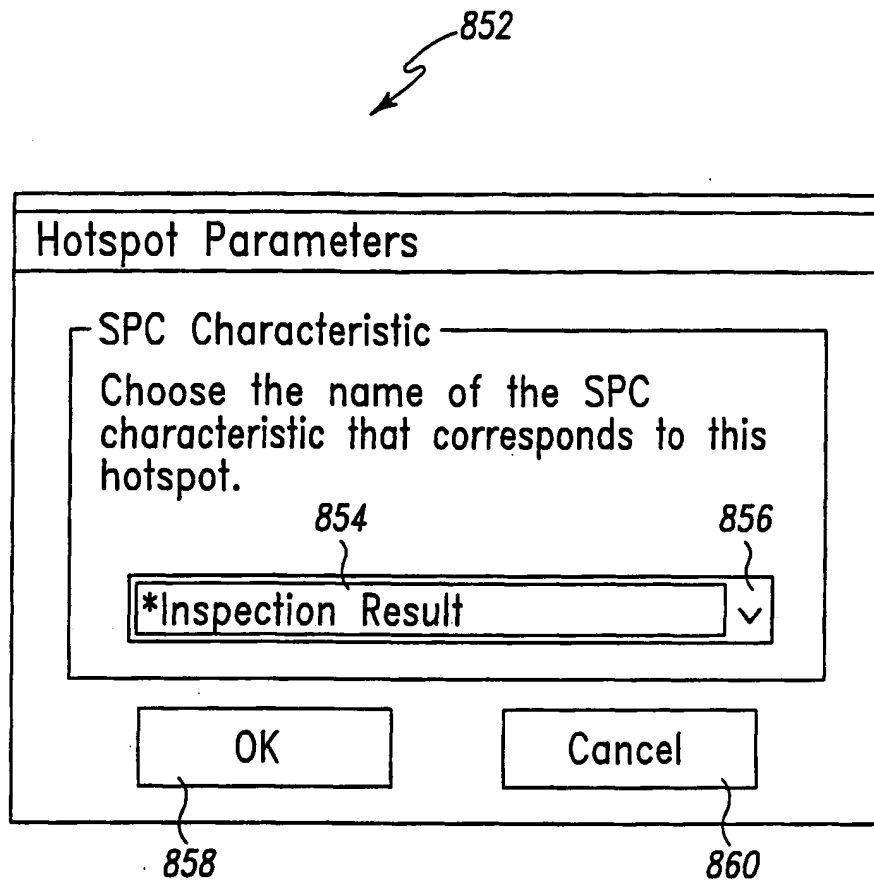 852
Hotspot Parameters
SPC Characteristic
Choose the name of the SPC
characteristic that corresponds to this
hotspot.
854
856
*Inspection Result
OK
Cancel
858
860